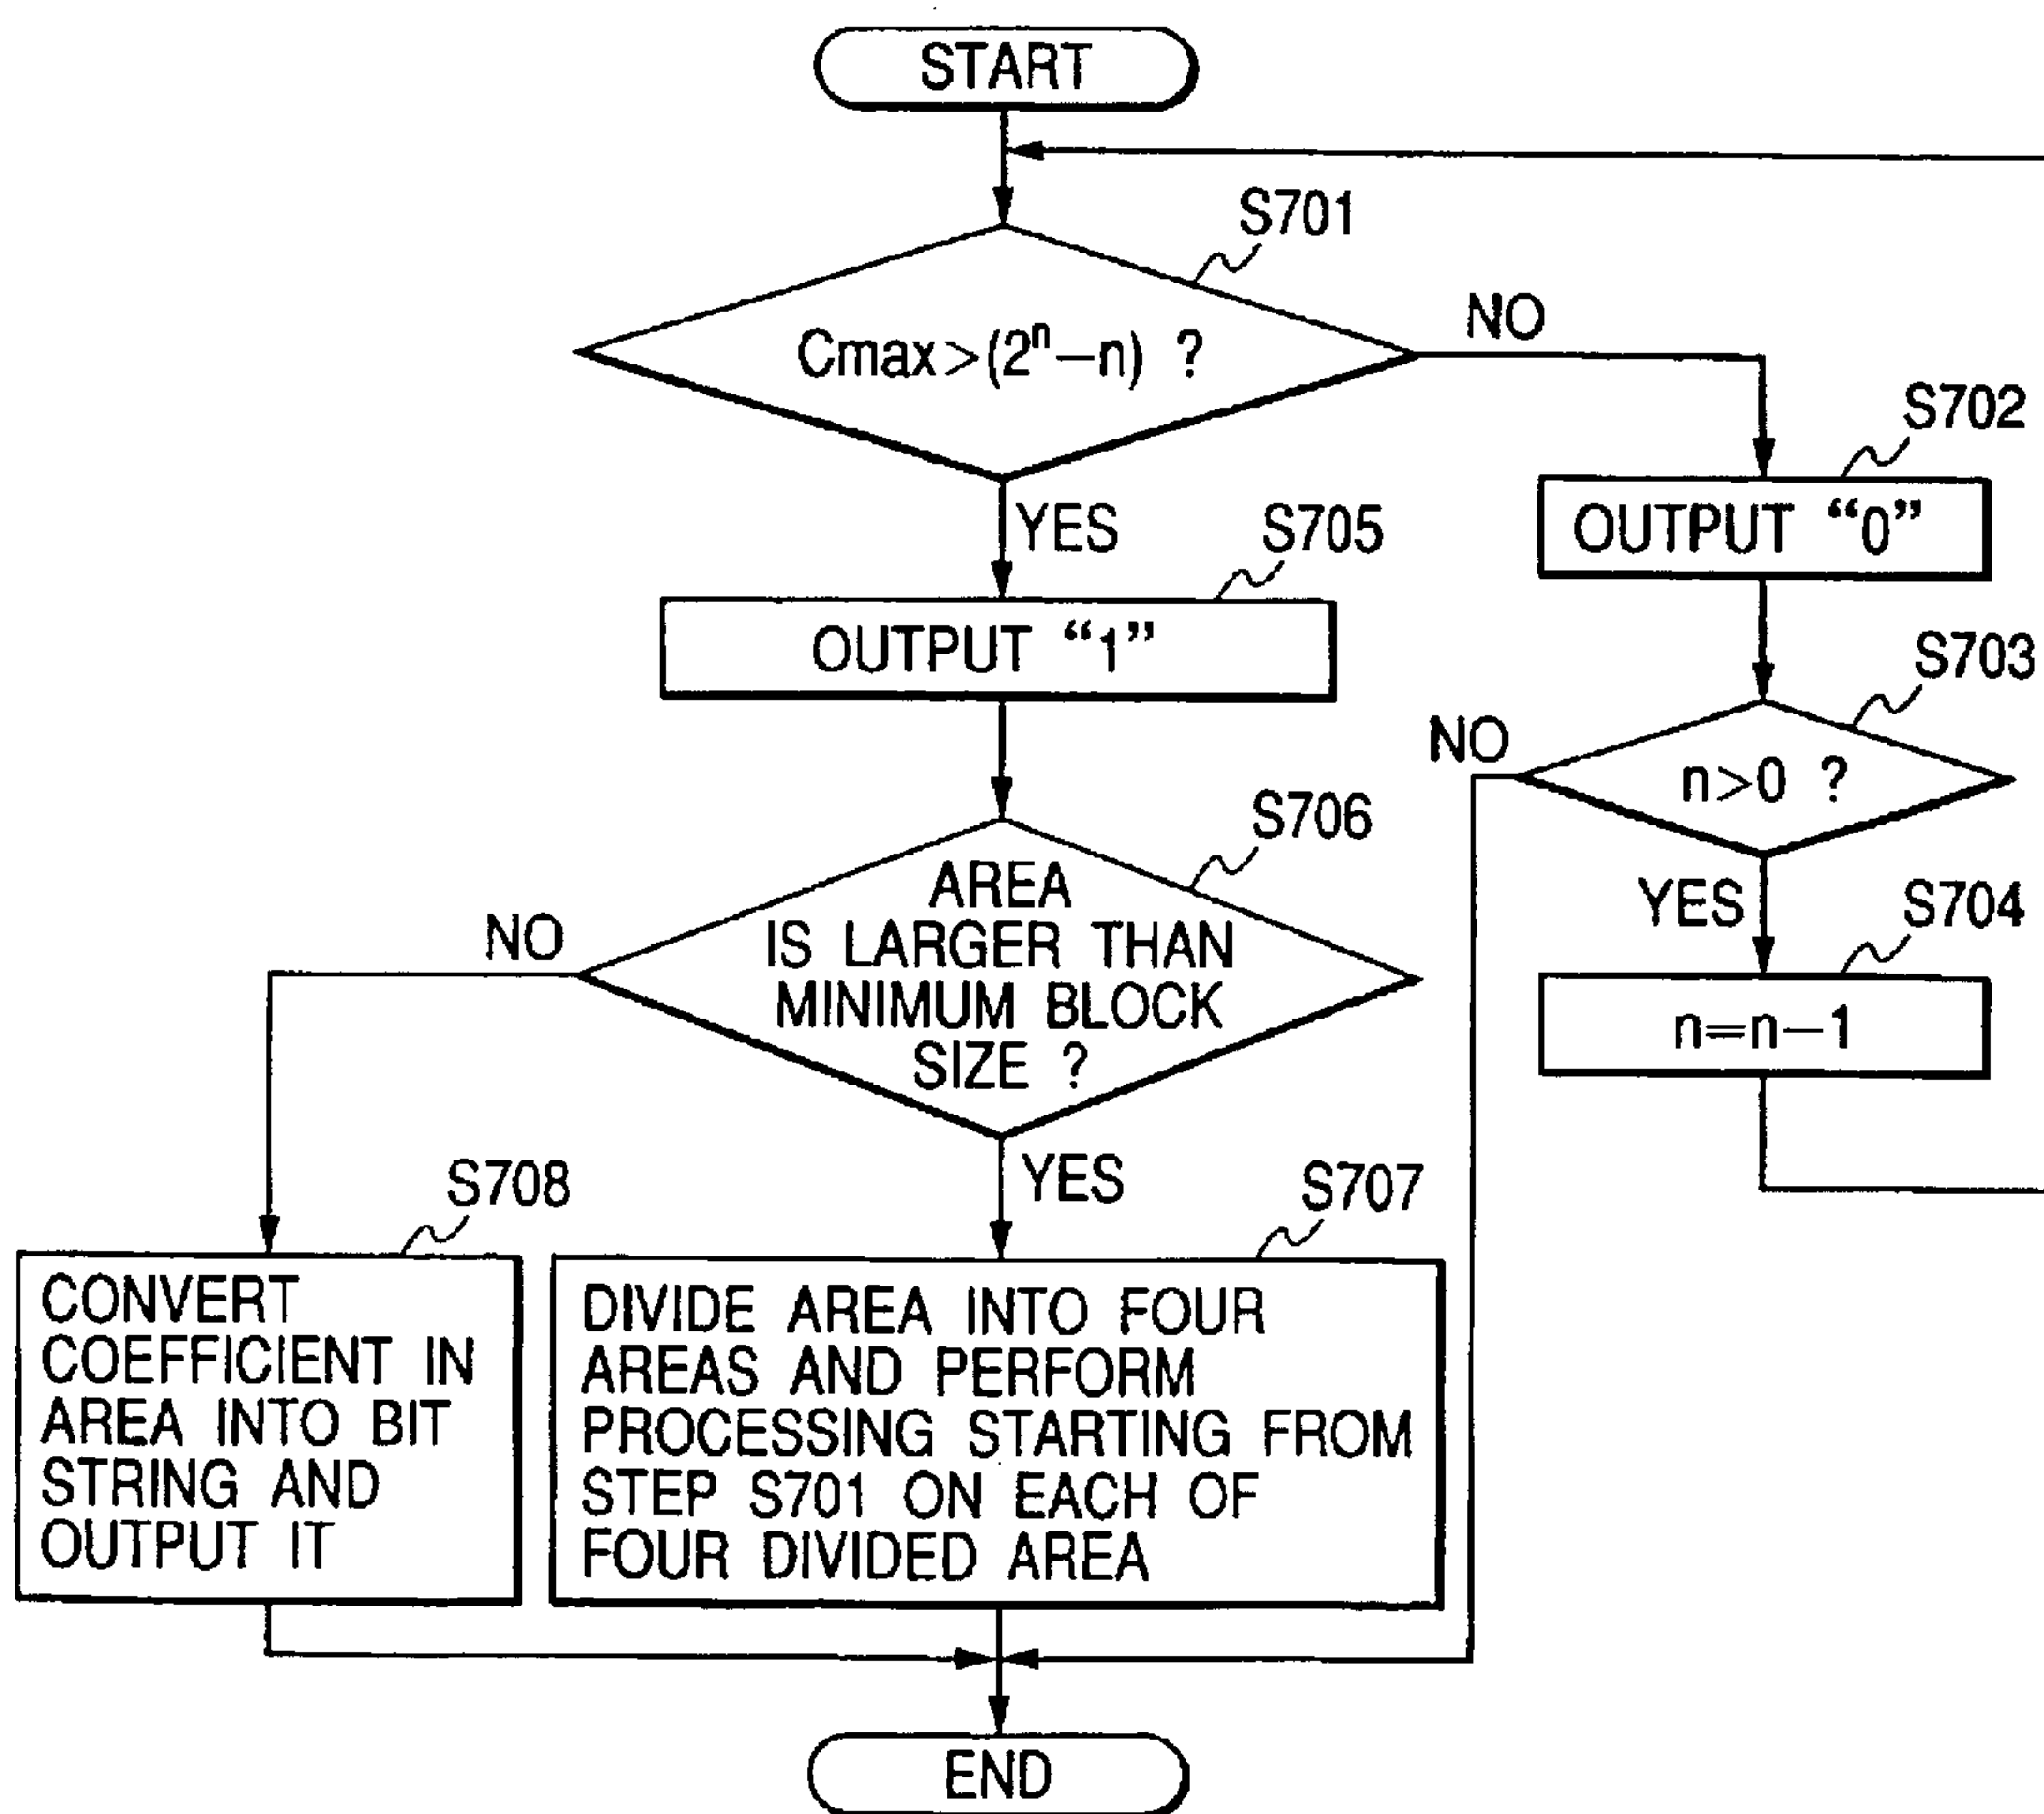 START
S701
Cmax>(2ⁿ−n) ?
NO
S702
OUTPUT “0”
YES
S705
OUTPUT “1”
S703
NO
n>0 ?
S706
AREA
IS LARGER THAN
MINIMUM BLOCK
SIZE ?
NO
YES
S704
n=n−1
YES
S708
S707
CONVERT
COEFFICIENT IN
AREA INTO BIT
STRING AND
OUTPUT IT
DIVIDE AREA INTO FOUR
AREAS AND PERFORM
PROCESSING STARTING FROM
STEP S701 ON EACH OF
FOUR DIVIDED AREA
END